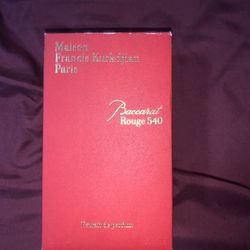 Maison
Francis Kurkdjian
Paris
Baccarat
Rouge 540
Extrait de parfum